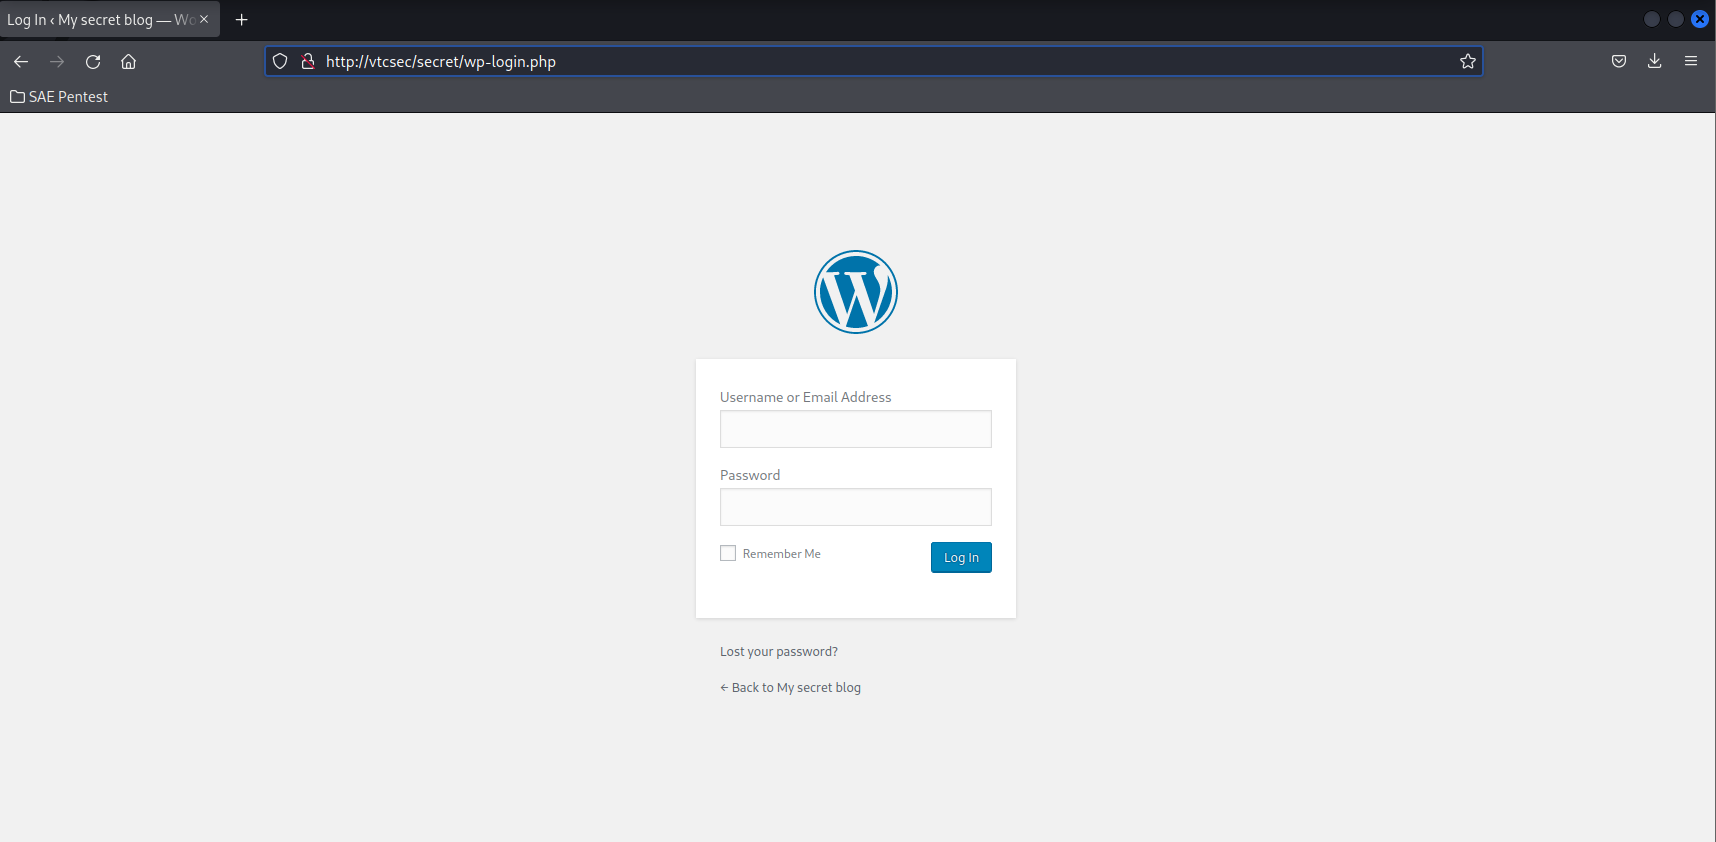 Log In ‹ My secret blog — Wo
http://vtcsec/secret/wp-login.php
SAE Pentest
Username or Email Address
Password
Remember Me
Log In
Lost your password?
← Back to My secret blog